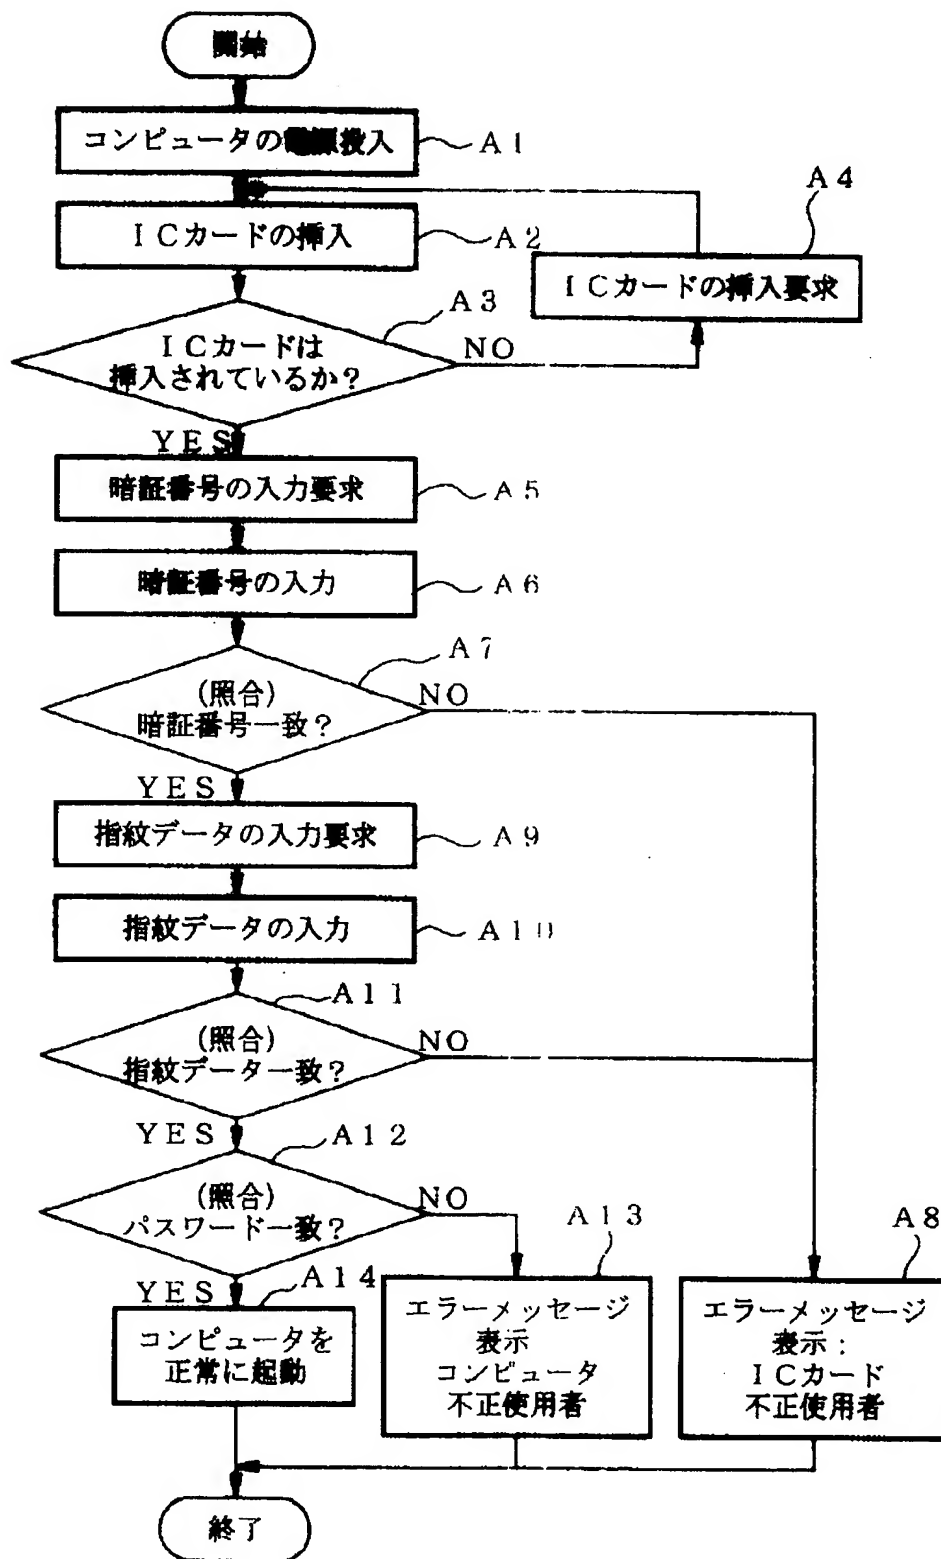 開始
コンピュータの電源投入
A1
A4
ICカードの挿入
A2
ICカードの挿入要求
A3
ICカードは
挿入されているか？
NO
YES
暗証番号の入力要求
A5
暗証番号の入力
A6
A7
(照合)
暗証番号一致？
NO
YES
指紋データの入力要求
A9
指紋データの入力
A10
A11
(照合)
指紋データ一致？
NO
YES
A12
(照合)
パスワード一致？
NO
A13
A8
YES
A14
コンピュータを
正常に起動
エラーメッセージ
表示
コンピュータ
不正使用者
エラーメッセージ
表示：
ICカード
不正使用者
終了